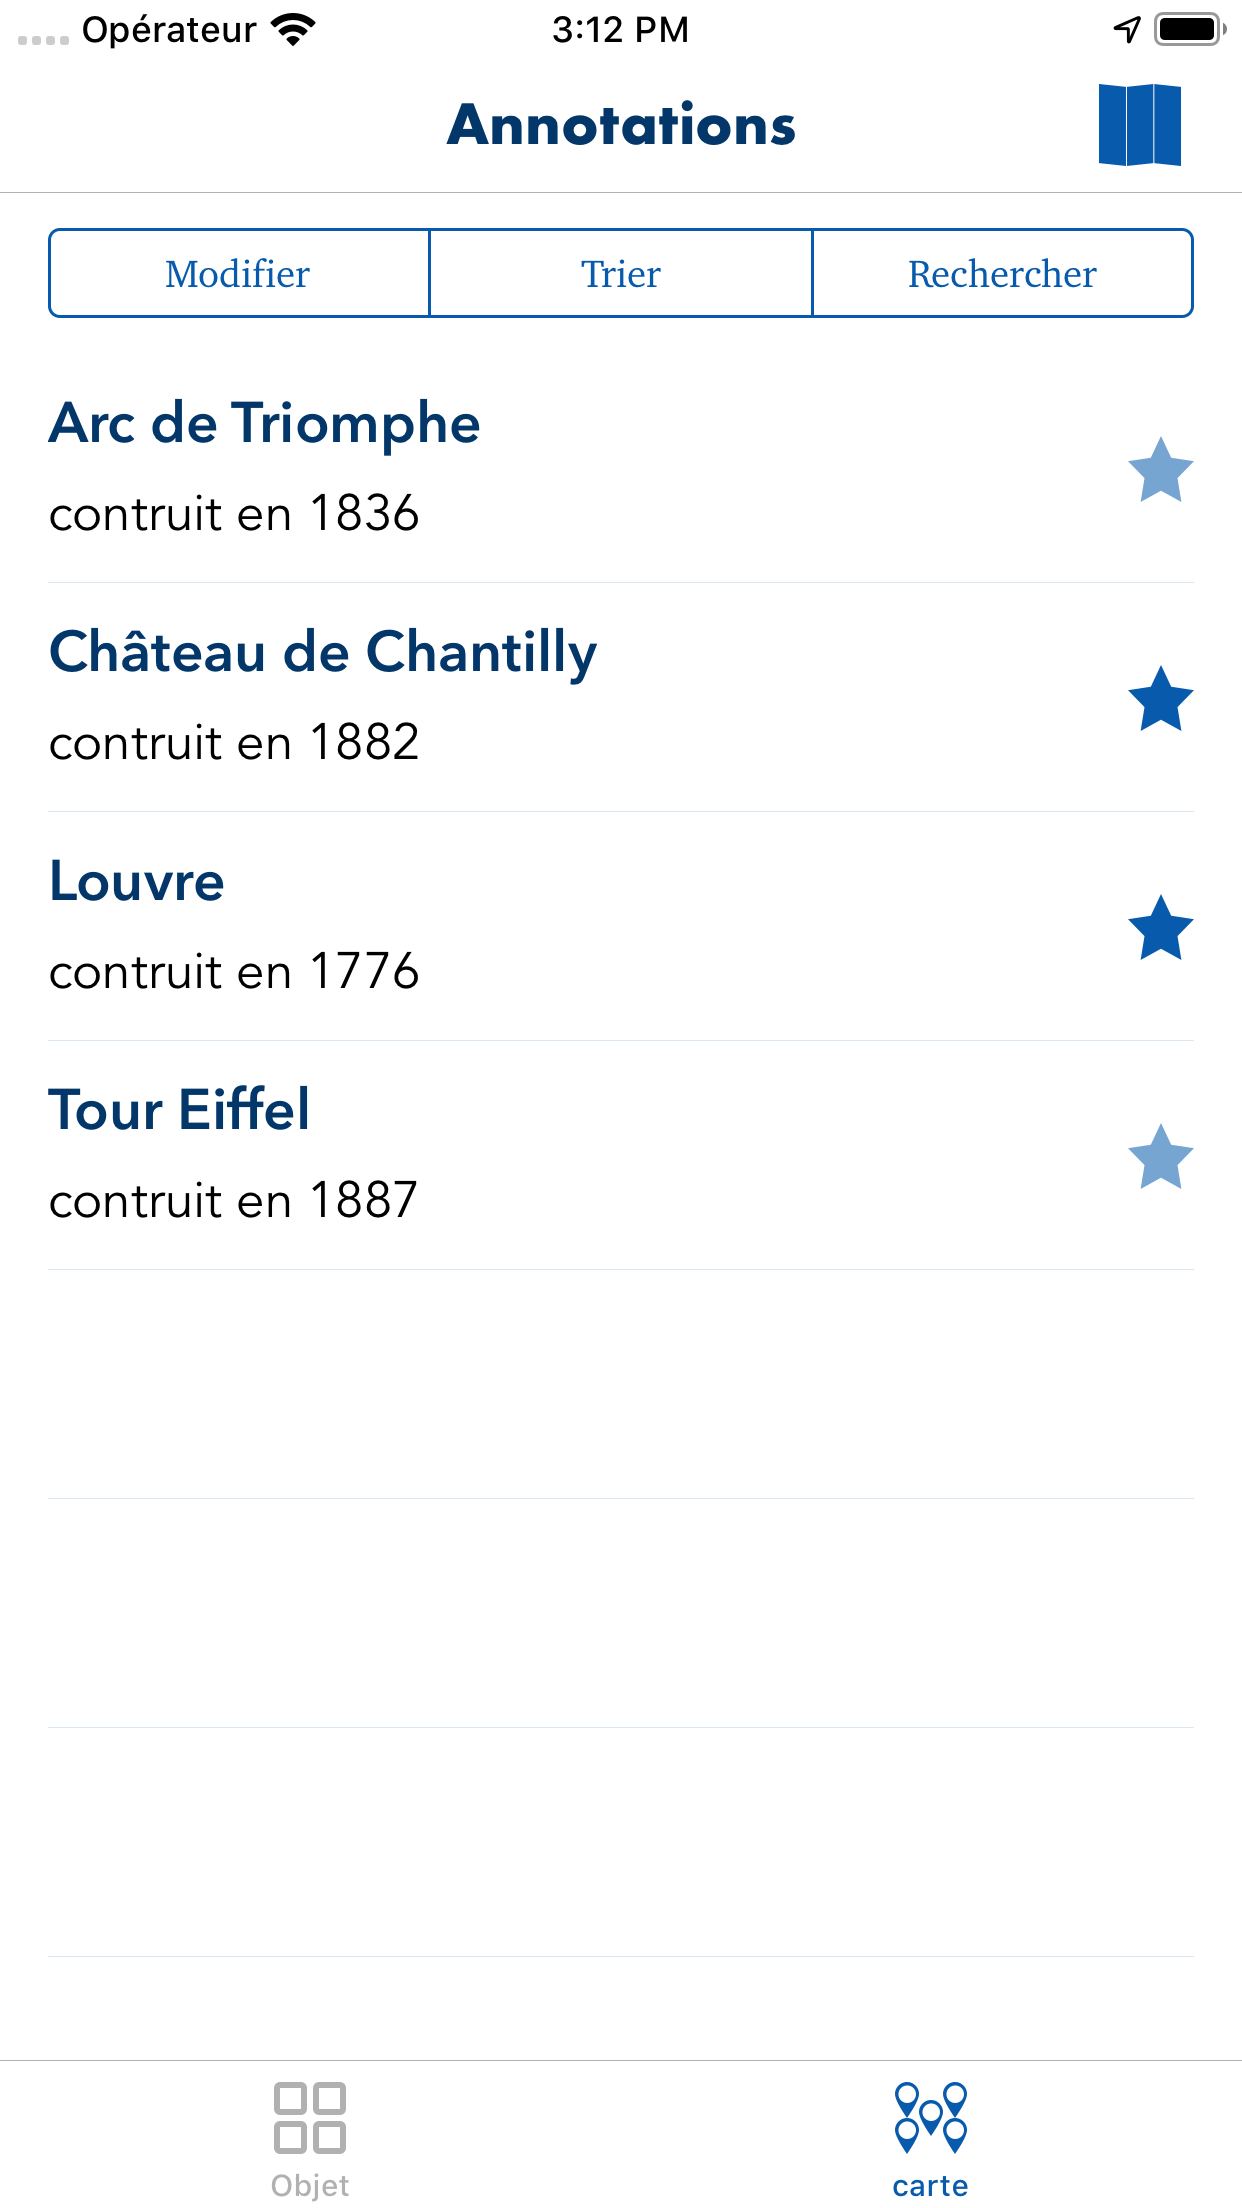 Opérateur 3:12 PM
Annotations
Modifier Trier Rechercher
Arc de Triomphe
contruit en 1836
Château de Chantilly
contruit en 1882
Louvre
contruit en 1776
Tour Eiffel
contruit en 1887
Objet carte